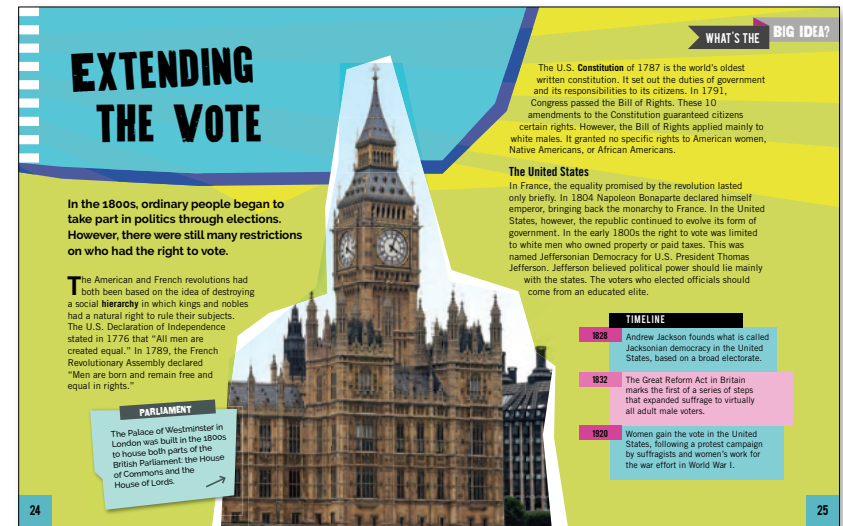 EXTENDING
THE VOTE
In the 1800s, ordinary people began to
take part in politics through elections.
However, there were still many restrictions
on who had the right to vote.
The American and French revolutions had
both been based on the idea of destroying
a social hierarchy in which kings and nobles
had a natural right to rule their subjects.
The U.S. Declaration of Independence
stated in 1776 that “All men are
created equal.” In 1789, the French
Revolutionary Assembly declared
“Men are born and remain free and
equal in rights.”
PARLIAMENT
The Palace of Westminster in
London was built in the 1800s
to house both parts of the
British Parliament: the House
of Commons and the
House of Lords.
24
WHAT'S THE BIG IDEA?
The U.S. Constitution of 1787 is the world's oldest
written constitution. It set out the duties of government
and its responsibilities to its citizens. In 1791,
Congress passed the Bill of Rights. These 10
amendments to the Constitution guaranteed citizens
certain rights. However, the Bill of Rights applied mainly to
white males. It granted no specific rights to American women,
Native Americans, or African Americans.
The United States
In France, the equality promised by the revolution lasted
only briefly. In 1804 Napoleon Bonaparte declared himself
emperor, bringing back the monarchy to France. In the United
States, however, the republic continued to evolve its form of
government. In the early 1800s the right to vote was limited
to white men who owned property or paid taxes. This was
named Jeffersonian Democracy for U.S. President Thomas
Jefferson. Jefferson believed political power should lie mainly
with the states. The voters who elected officials should
come from an educated elite.
TIMELINE
1828 Andrew Jackson founds what is called
Jacksonian democracy in the United
States, based on a broad electorate.
1832 The Great Reform Act in Britain
marks the first of a series of steps
that expanded suffrage to virtually
all adult male voters.
1920 Women gain the vote in the United
States, following a protest campaign
by suffragists and women's work for
the war effort in World War I.
25